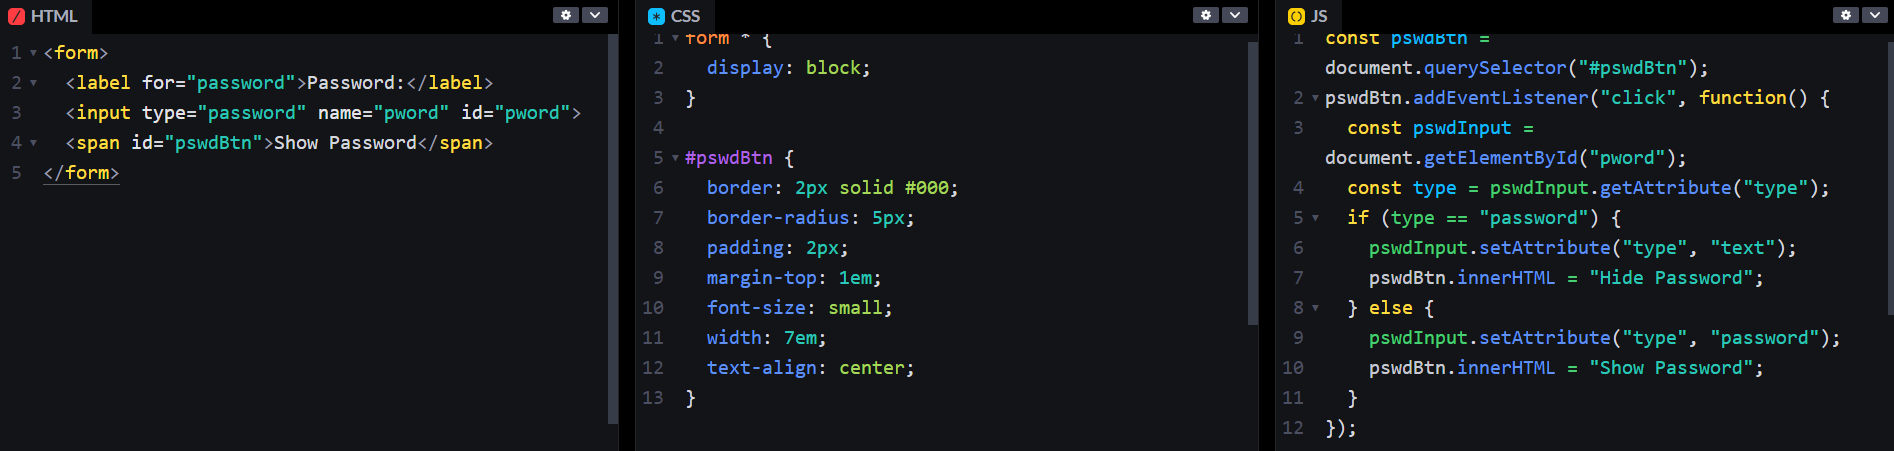 HTML
1 <form>
2 <label for="password">Password:</label>
3 <input type="password" name="pword" id="pword">
4 <span id="pswdBtn">Show Password</span>
5 </form>
CSS
1 form * {
2 display: block;
3 }
4
5 #pswdBtn {
6 border: 2px solid #000;
7 border-radius: 5px;
8 padding: 2px;
9 margin-top: 1em;
10 font-size: small;
11 width: 7em;
12 text-align: center;
13 }
JS
1 const pswdBtn =
document.querySelector("#pswdBtn");
2 pswdBtn.addEventListener("click", function() {
3 const pswdInput =
document.getElementById("pword");
4 const type = pswdInput.getAttribute("type");
5 if (type == "password") {
6 pswdInput.setAttribute("type", "text");
7 pswdBtn.innerHTML = "Hide Password";
8 } else {
9 pswdInput.setAttribute("type", "password");
10 pswdBtn.innerHTML = "Show Password";
11 }
12 });